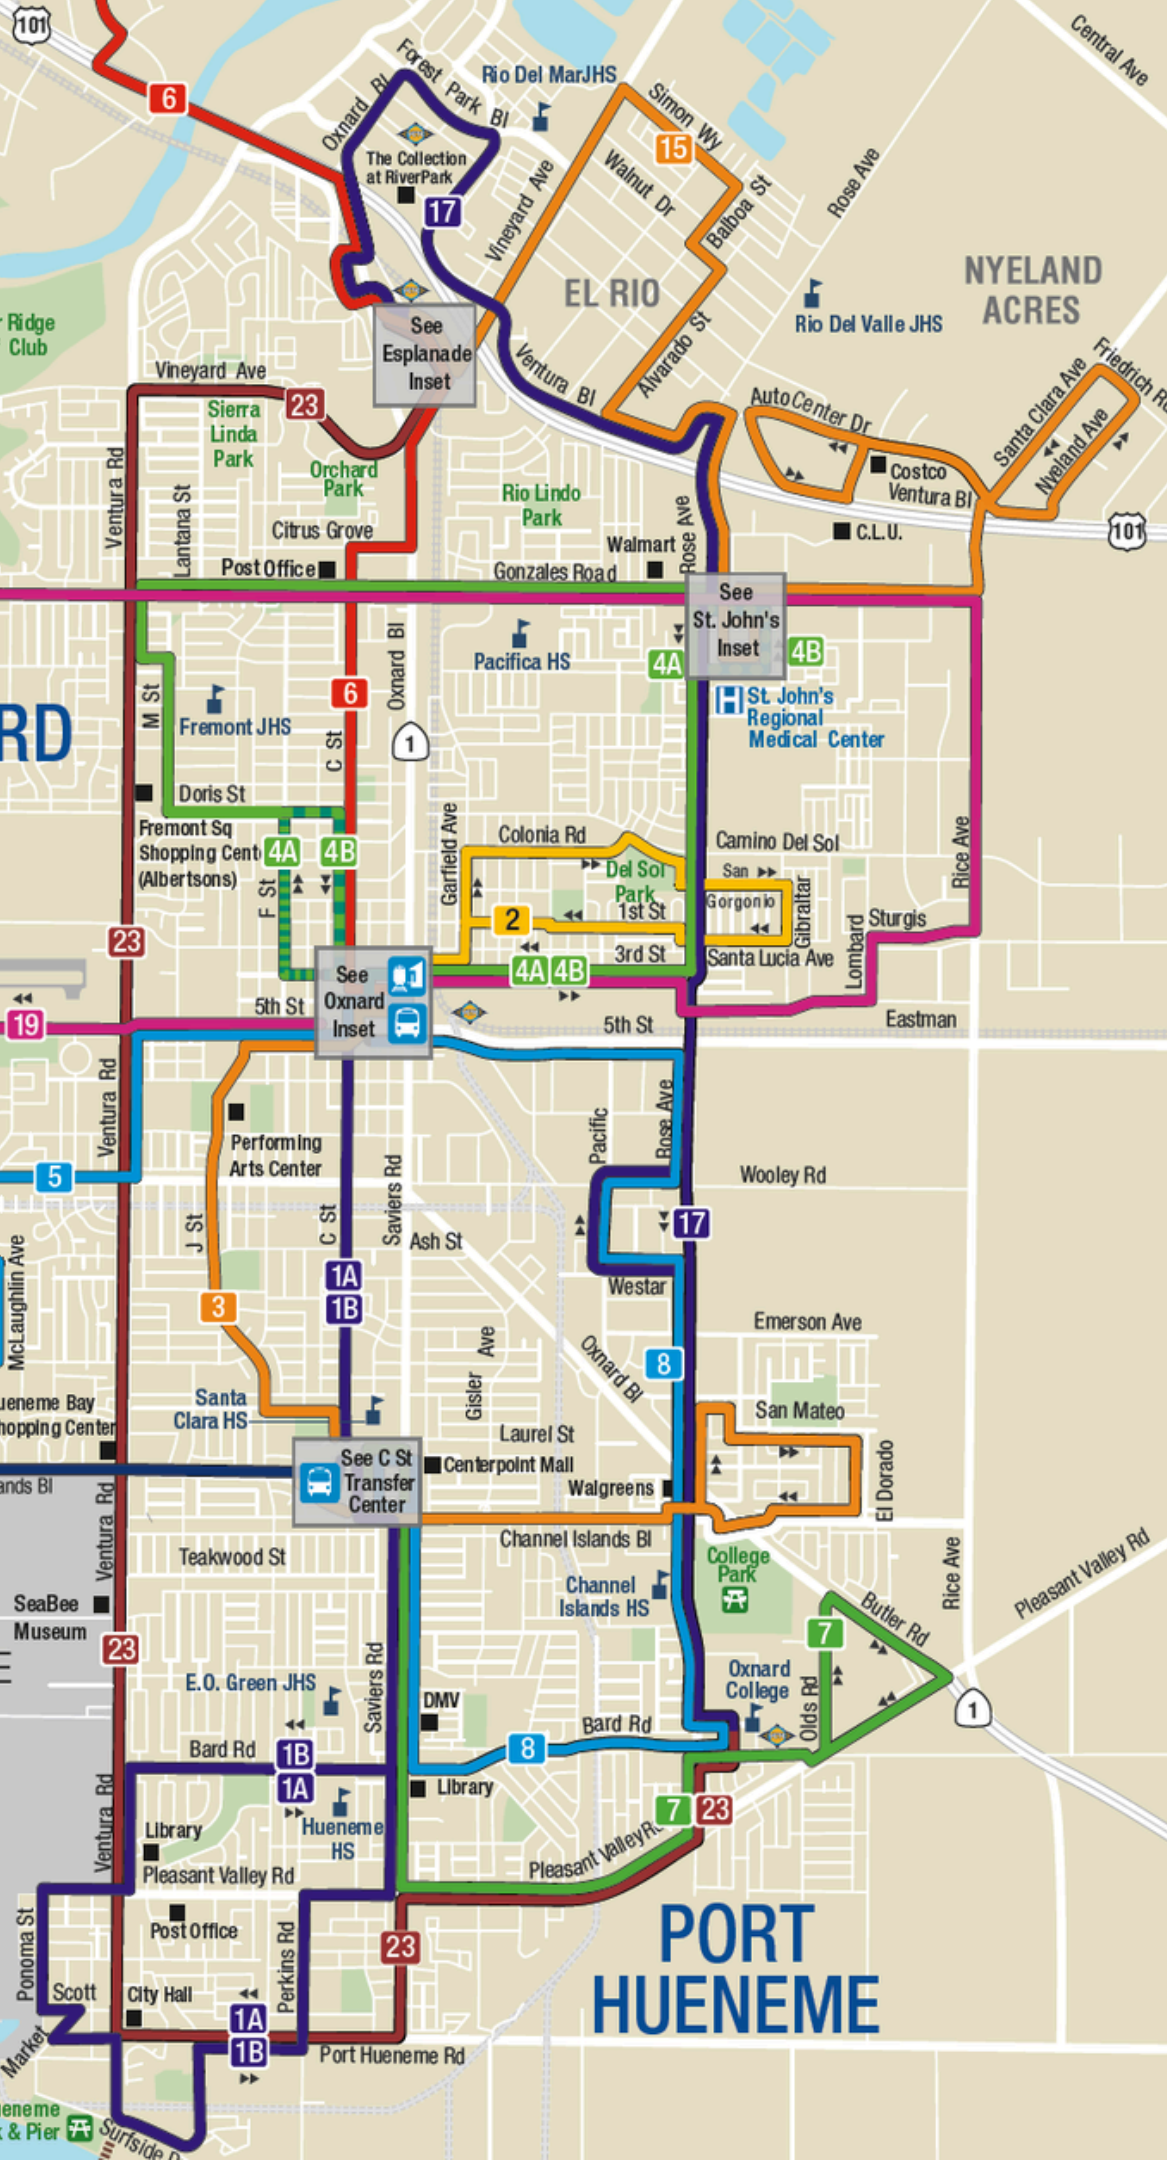 101
Central Ave
Forest Park Bl
Rio Del MarJHS
6
Oxnard Bl
Simon Wy
15
The Collection
at RiverPark
Walnut Dr
Rose Ave
17
Vineyard Ave
Balboa St
EL RIO
NYELAND
ACRES
Ridge
Club
See
Esplanade
Inset
Rio Del Valle JHS
Ventura Bl
Alvarado St
Friedrich R
Vineyard Ave
23
Sierra
Linda
Park
Auto Center Dr
Santa Clara Ave
Nyeland Ave
Costco
Ventura Bl
Ventura Rd
Lantana St
Orchard
Park
Rio Lindo
Park
Citrus Grove
Walmart
Rose Ave
C.L.U.
101
Post Office
Gonzales Road
See
St. John's
Inset
Oxnard Bl
Pacifica HS
4A
4B
M St
6
Fremont JHS
St. John's
Regional
Medical Center
RD
C St
1
Doris St
Fremont Sq
Shopping Cent
(Albertsons)
4A
4B
F St
Garfield Ave
Colonia Rd
Camino Del Sol
Del Sol
Park
San
Gorgonio
Gibraltar
Rice Ave
2
1st St
Sturgis
23
3rd St
Santa Lucia Ave
Lombard
See
Oxnard
Inset
4A
4B
5th St
19
5th St
Eastman
Ventura Rd
Performing
Arts Center
Pacific
Rose Ave
5
Wooley Rd
J St
C St
Saviers Rd
Ash St
17
McLaughlin Ave
1A
1B
Westar
3
Emerson Ave
Gisler Ave
Oxnard Bl
8
ueneme Bay
hopping Center
Santa
Clara HS
San Mateo
Laurel St
See C St
Transfer
Center
Centerpoint Mall
Walgreens
El Dorado
ands Bl
Ventura Rd
Channel Islands Bl
Teakwood St
College
Park
Rice Ave
Pleasant Valley Rd
Channel
Islands HS
SeaBee
Museum
Butler Rd
7
23
E.O. Green JHS
Saviers Rd
Oxnard
College
Olds Rd
1
DMV
Bard Rd
Bard Rd
1B
1A
8
Library
Ventura Rd
Hueneme
HS
7
23
Library
Pleasant Valley Rd
Pleasant Valley R
Post Office
PORT
HUENEME
Ponoma St
23
Perkins Rd
Scott
City Hall
1A
1B
Market
Port Hueneme Rd
eneme
& Pier
Surfside D